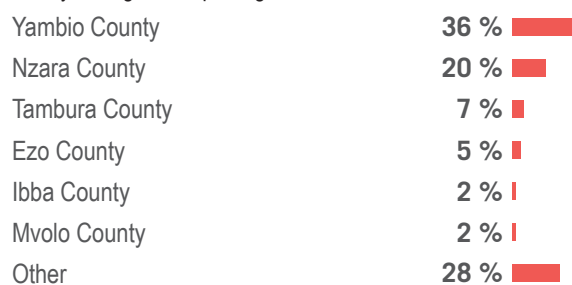 Yambio County 36 %
Nzara County 20 %
Tambura County 7 %
Ezo County 5 %
Ibba County 2 %
Mvolo County 2 %
Other 28 %